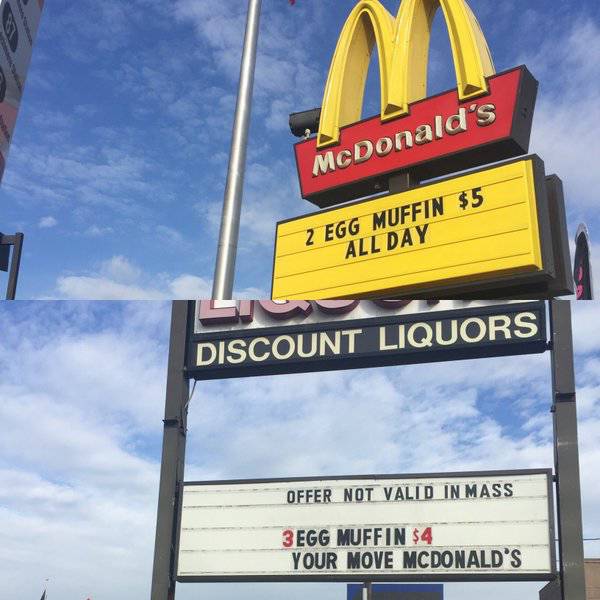 McDonald's
2 EGG MUFFIN $5
ALL DAY
DISCOUNT LIQUORS
OFFER NOT VALID IN MASS
3 EGG MUFFIN $4
YOUR MOVE MCDONALD'S